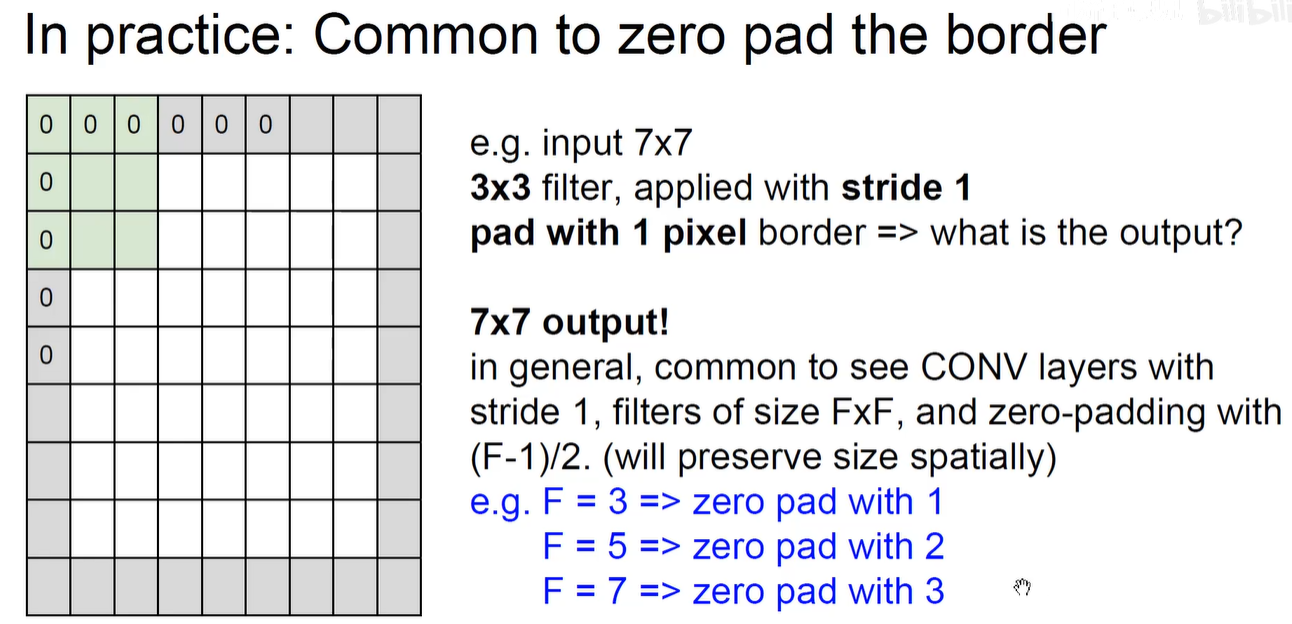 In practice: Common to zero pad the border
bilibili
0 0 0 0 0 0
0
0
0
0
e.g. input 7x7
3x3 filter, applied with stride 1
pad with 1 pixel border => what is the output?
7x7 output!
in general, common to see CONV layers with
stride 1, filters of size FxF, and zero-padding with
(F-1)/2. (will preserve size spatially)
e.g. F = 3 => zero pad with 1
F = 5 => zero pad with 2
F = 7 => zero pad with 3